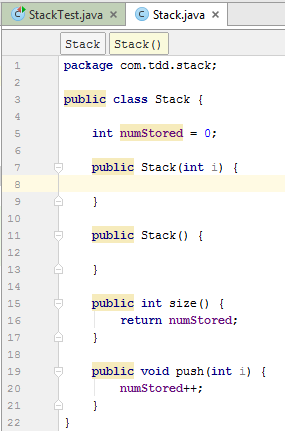 StackTest.java × Stack.java ×
Stack Stack()
1 package com.tdd.stack;
2
3 public class Stack {
4
5 int numStored = 0;
6
7 public Stack(int i) {
8
9 }
10
11 public Stack() {
12
13 }
14
15 public int size() {
16 return numStored;
17 }
18
19 public void push(int i) {
20 numStored++;
21 }
22 }